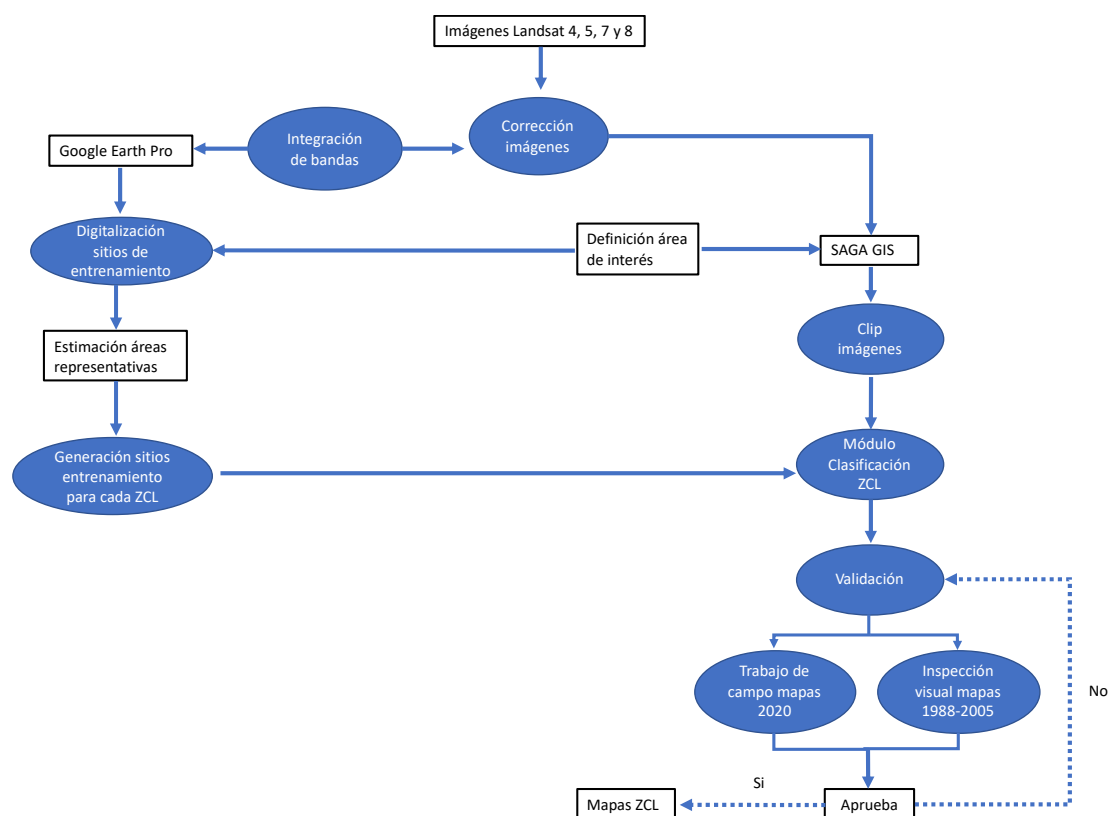 Imágenes Landsat 4, 5, 7 y 8
Corrección
imágenes
Integración
de bandas
Google Earth Pro
Digitalización
sitios de
entrenamiento
Definición área
de interés
SAGA GIS
Clip
imágenes
Estimación áreas
representativas
Generación sitios
entrenamiento
para cada ZCL
Módulo
Clasificación
ZCL
Validación
Trabajo de
campo mapas
2020
Inspección
visual mapas
1988-2005
No
Si
Mapas ZCL
Aprueba